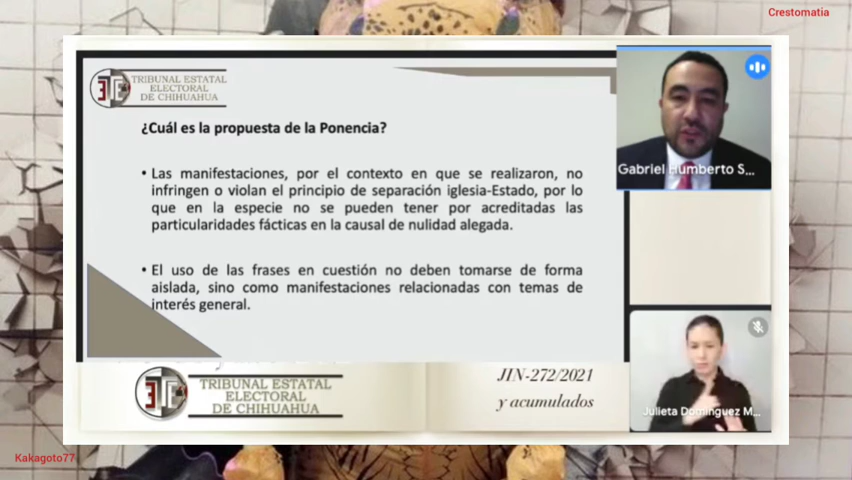 Crestomatia
TRIBUNAL ESTATAL
ELECTORAL
DE CHIHUAHUA
¿Cuál es la propuesta de la Ponencia?
• Las manifestaciones, por el contexto en que se realizaron, no
infringen o violan el principio de separación iglesia-Estado, por lo
que en la especie no se pueden tener por acreditadas las
particularidades fácticas en la causal de nulidad alegada.
• El uso de las frases en cuestión no deben tomarse de forma
aislada, sino como manifestaciones relacionadas con temas de
interés general.
Gabriel Humberto S...
Julieta Domínguez M...
TRIBUNAL ESTATAL
ELECTORAL
DE CHIHUAHUA
JIN-272/2021
y acumulados
Kakagoto77